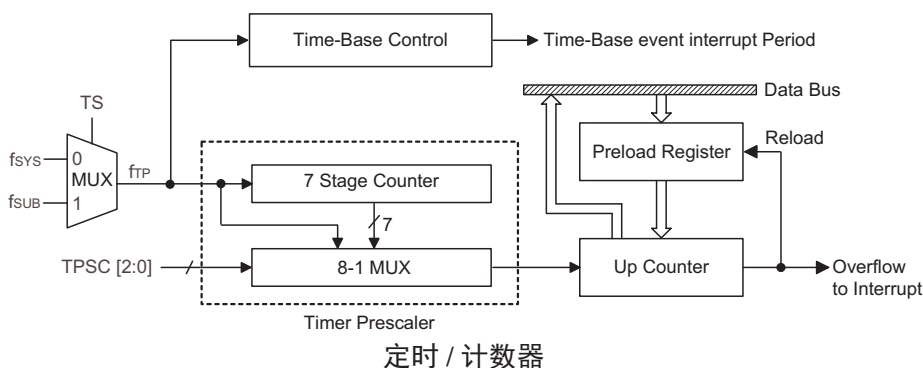 Time-Base Control
Time-Base event interrupt Period
TS
Data Bus
fSYS
0
MUX
fTP
fSUB
1
Preload Register
Reload
7 Stage Counter
7
TPSC [2:0]
8-1 MUX
Up Counter
Overflow
to Interrupt
Timer Prescaler
定时 / 计数器